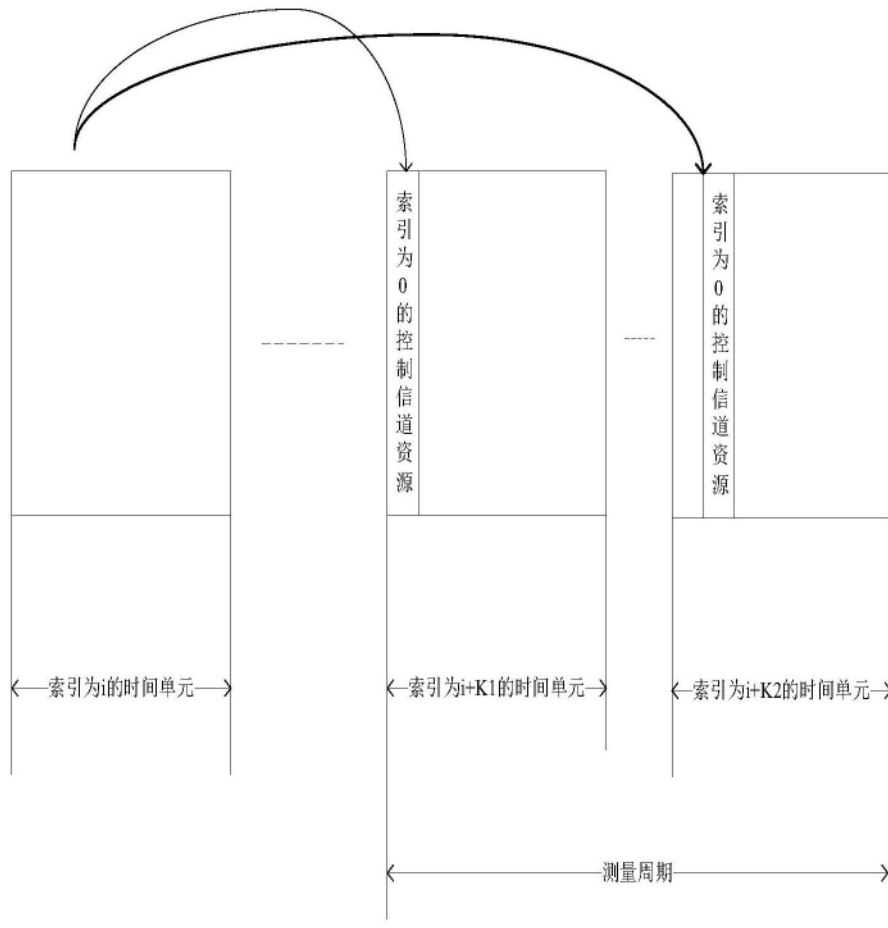 索引为0的控制信道资源
索引为0的控制信道资源
索引为i的时间单元
索引为i+K1的时间单元
索引为i+K2的时间单元
测量周期